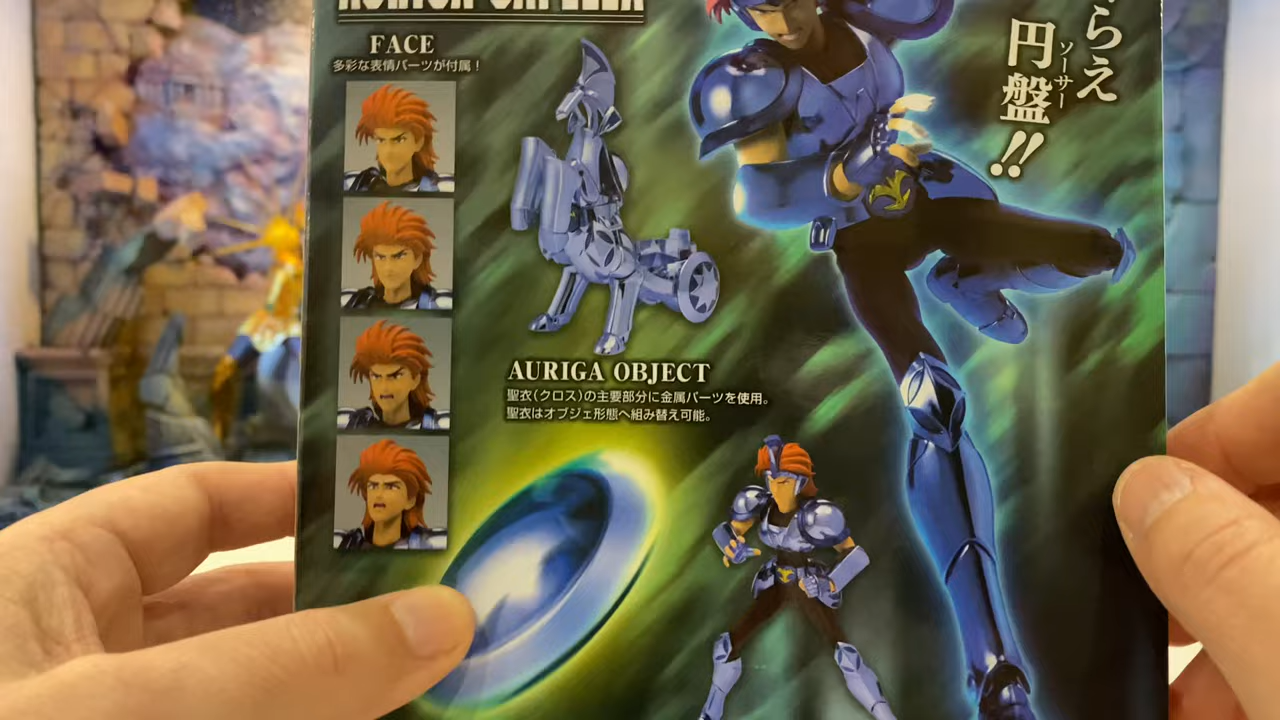 AURIGA CAPELLA
FACE
多彩な表情パーツが付属！
らえ
円盤!!
ソーサー
AURIGA OBJECT
聖衣(クロス)の主要部分に金属パーツを使用。
聖衣はオブジェ形態へ組み替え可能。